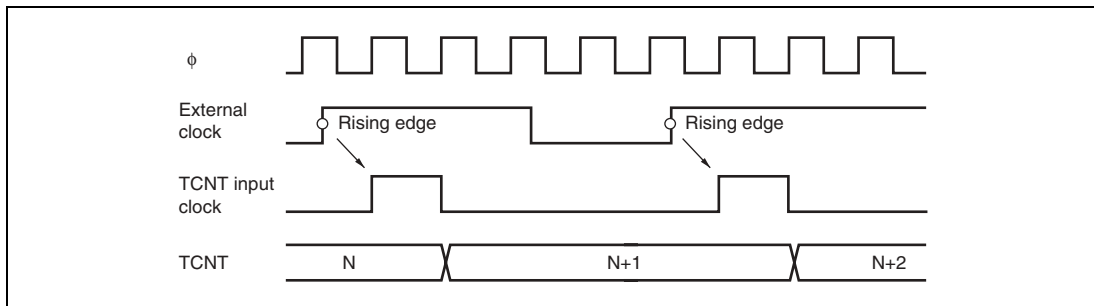 ϕ
External
clock
Rising edge
Rising edge
TCNT input
clock
TCNT
N
N+1
N+2